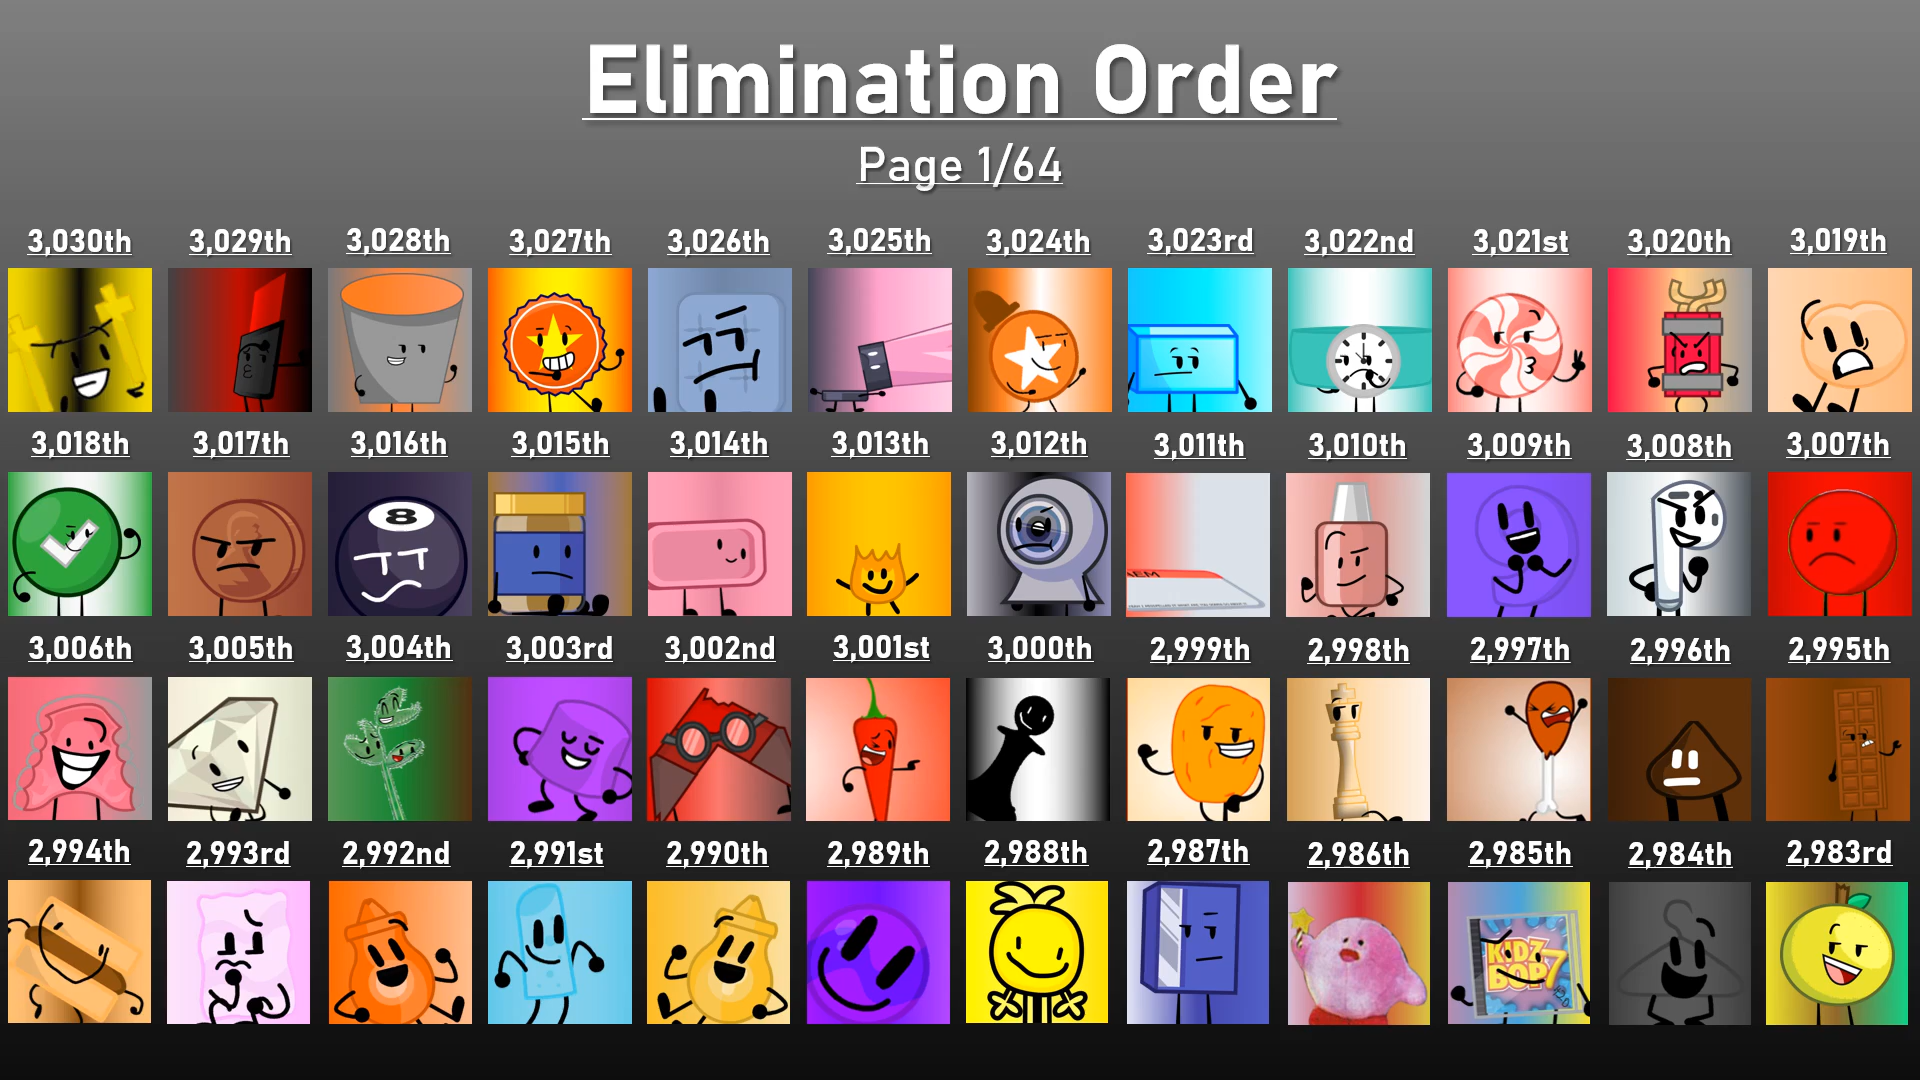 Elimination Order
Page 1/64
3,030th 3,029th 3,028th 3,027th 3,026th 3,025th 3,024th 3,023rd 3,022nd 3,021st 3,020th 3,019th
3,018th 3,017th 3,016th 3,015th 3,014th 3,013th 3,012th 3,011th 3,010th 3,009th 3,008th 3,007th
8
3,006th 3,005th 3,004th 3,003rd 3,002nd 3,001st 3,000th 2,999th 2,998th 2,997th 2,996th 2,995th
2,994th 2,993rd 2,992nd 2,991st 2,990th 2,989th 2,988th 2,987th 2,986th 2,985th 2,984th 2,983rd
KIDZ
BOP 7